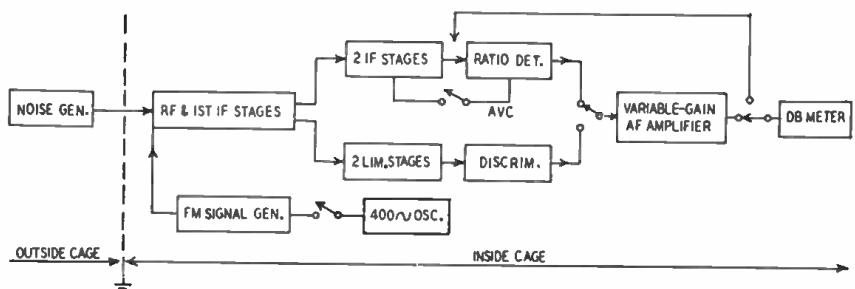 2 IF STAGES
RATIO DET.
AVC
NOISE GEN.
RF & IST IF STAGES
VARIABLE-GAIN
AF AMPLIFIER
DB METER
2 LIM. STAGES
DISCRIM.
FM SIGNAL GEN.
400~OSC.
OUTSIDE CAGE
INSIDE CAGE